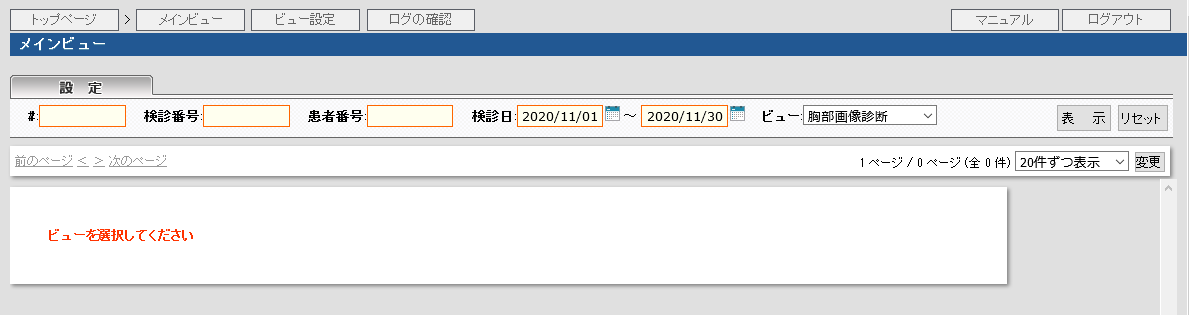 トップページ > メインビュー ビュー設定 ログの確認 マニュアル ログアウト
メインビュー
設 定
#: 検診番号: 患者番号: 検診日: 2020/11/01 ～ 2020/11/30 ビュー: 胸部画像診断 表 示 リセット
前のページ < > 次のページ 1 ページ / 0 ページ (全 0 件) 20件ずつ表示 変更
ビューを選択してください